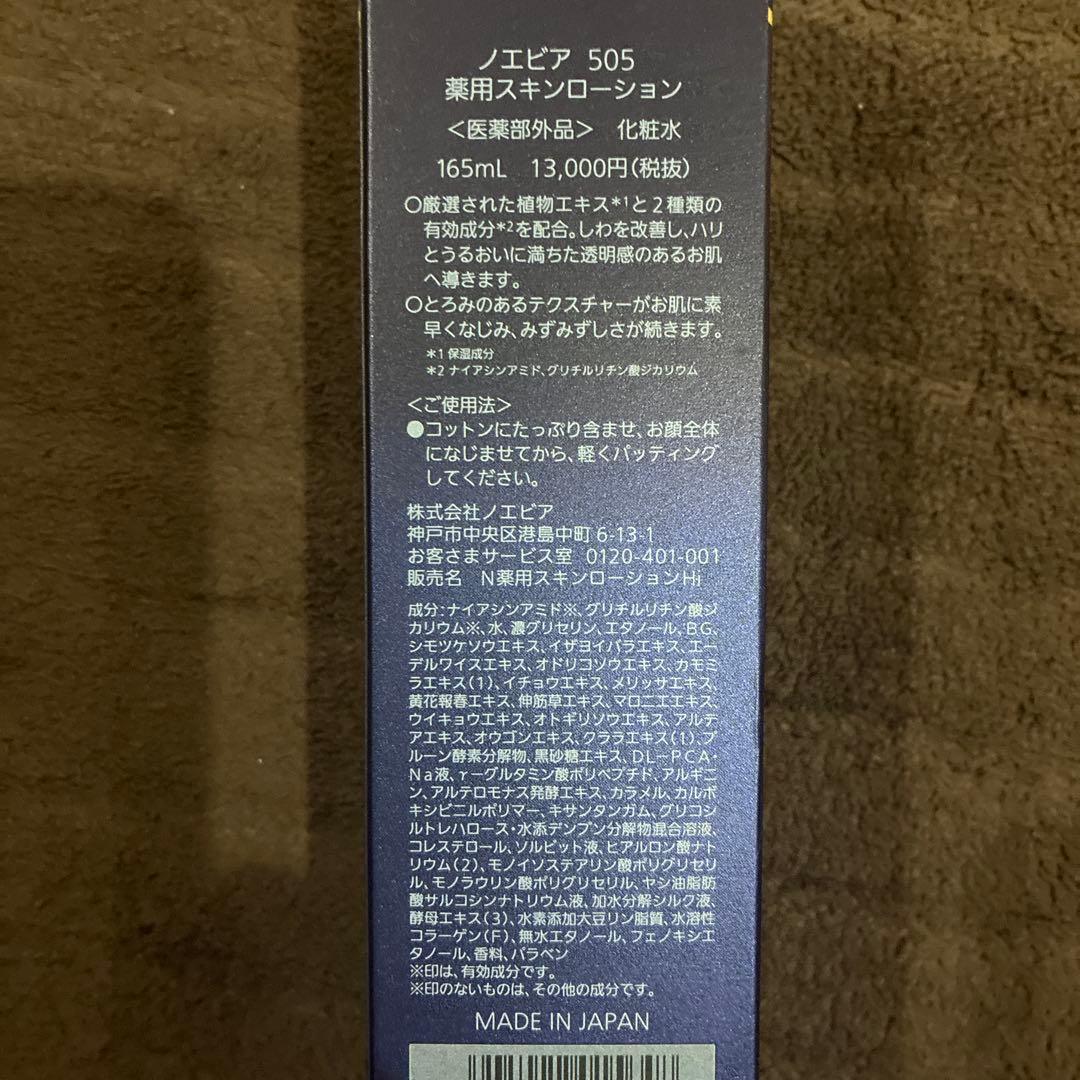 ノエビア 505
薬用スキンローション
＜医薬部外品＞ 化粧水
165mL 13,000円(税抜)
○厳選された植物エキス*1と2種類の
有効成分*2を配合。しわを改善し、ハリ
とうるおいに満ちた透明感のあるお肌
へ導きます。
○とろみのあるテクスチャーがお肌に素
早くなじみ、みずみずしさが続きます。
*1 保湿成分
*2 ナイアシンアミド、グリチルリチン酸ジカリウム
＜ご使用法＞
●コットンにたっぷり含ませ、お顔全体
になじませてから、軽くパッティング
してください。
株式会社ノエビア
神戸市中央区港島中町6-13-1
お客さまサービス室 0120-401-001
販売名 N薬用スキンローションHi
成分:ナイアシンアミド※、グリチルリチン酸ジ
カリウム※、水、濃グリセリン、エタノール、BG、
シモツケソウエキス、イザヨイバラエキス、エー
デルワイスエキス、オドリコソウエキス、カモミ
ラエキス(1)、イチョウエキス、メリッサエキス、
黄花報春エキス、伸筋草エキス、マロニエエキス、
ウイキョウエキス、オトギリソウエキス、アルテ
アエキス、オウゴンエキス、クララエキス(1)、プ
ルーン酵素分解物、黒砂糖エキス、DL-PCA・
Na液、γ-グルタミン酸ポリペプチド、アルギニ
ン、アルテロモナス発酵エキス、カラメル、カルボ
キシビニルポリマー、キサンタンガム、グリコシ
ルトレハロース・水添デンプン分解物混合溶液、
コレステロール、ソルビット液、ヒアルロン酸ナト
リウム(2)、モノイソステアリン酸ポリグリセリ
ル、モノラウリン酸ポリグリセリル、ヤシ油脂肪
酸サルコシンナトリウム液、加水分解シルク液、
酵母エキス(3)、水素添加大豆リン脂質、水溶性
コラーゲン(F)、無水エタノール、フェノキシエ
タノール、香料、パラベン
※印は、有効成分です。
※印のないものは、その他の成分です。
MADE IN JAPAN